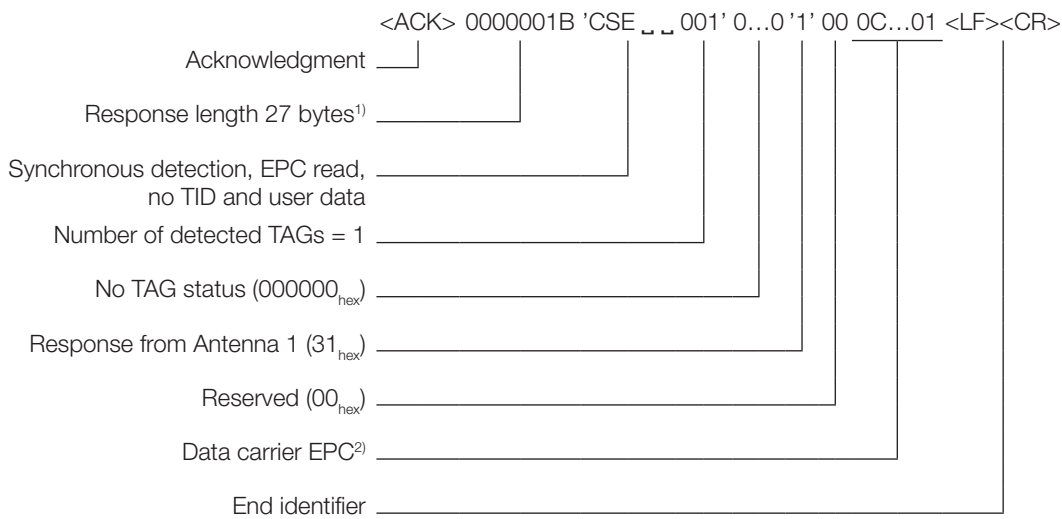 <ACK> 0000001B 'CSE ␣ ␣ 001' 0…0 '1' 00 0C…01 <LF><CR>
Acknowledgment
Response length 27 bytes1)
Synchronous detection, EPC read,
no TID and user data
Number of detected TAGs = 1
No TAG status (000000hex)
Response from Antenna 1 (31hex)
Reserved (00hex)
Data carrier EPC2)
End identifier